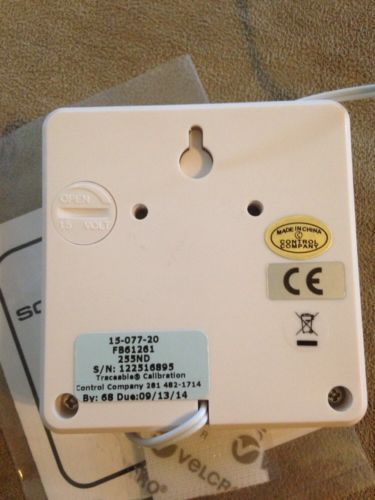 OPEN
1.5 VOLT
MADE IN CHINA
©
CONTROL
COMPANY
CE
15-077-20
FB61261
255ND
S/N: 122516895
Traceable® Calibration
Control Company 281 482-1714
By: 68 Due:09/13/14
VELCR
®